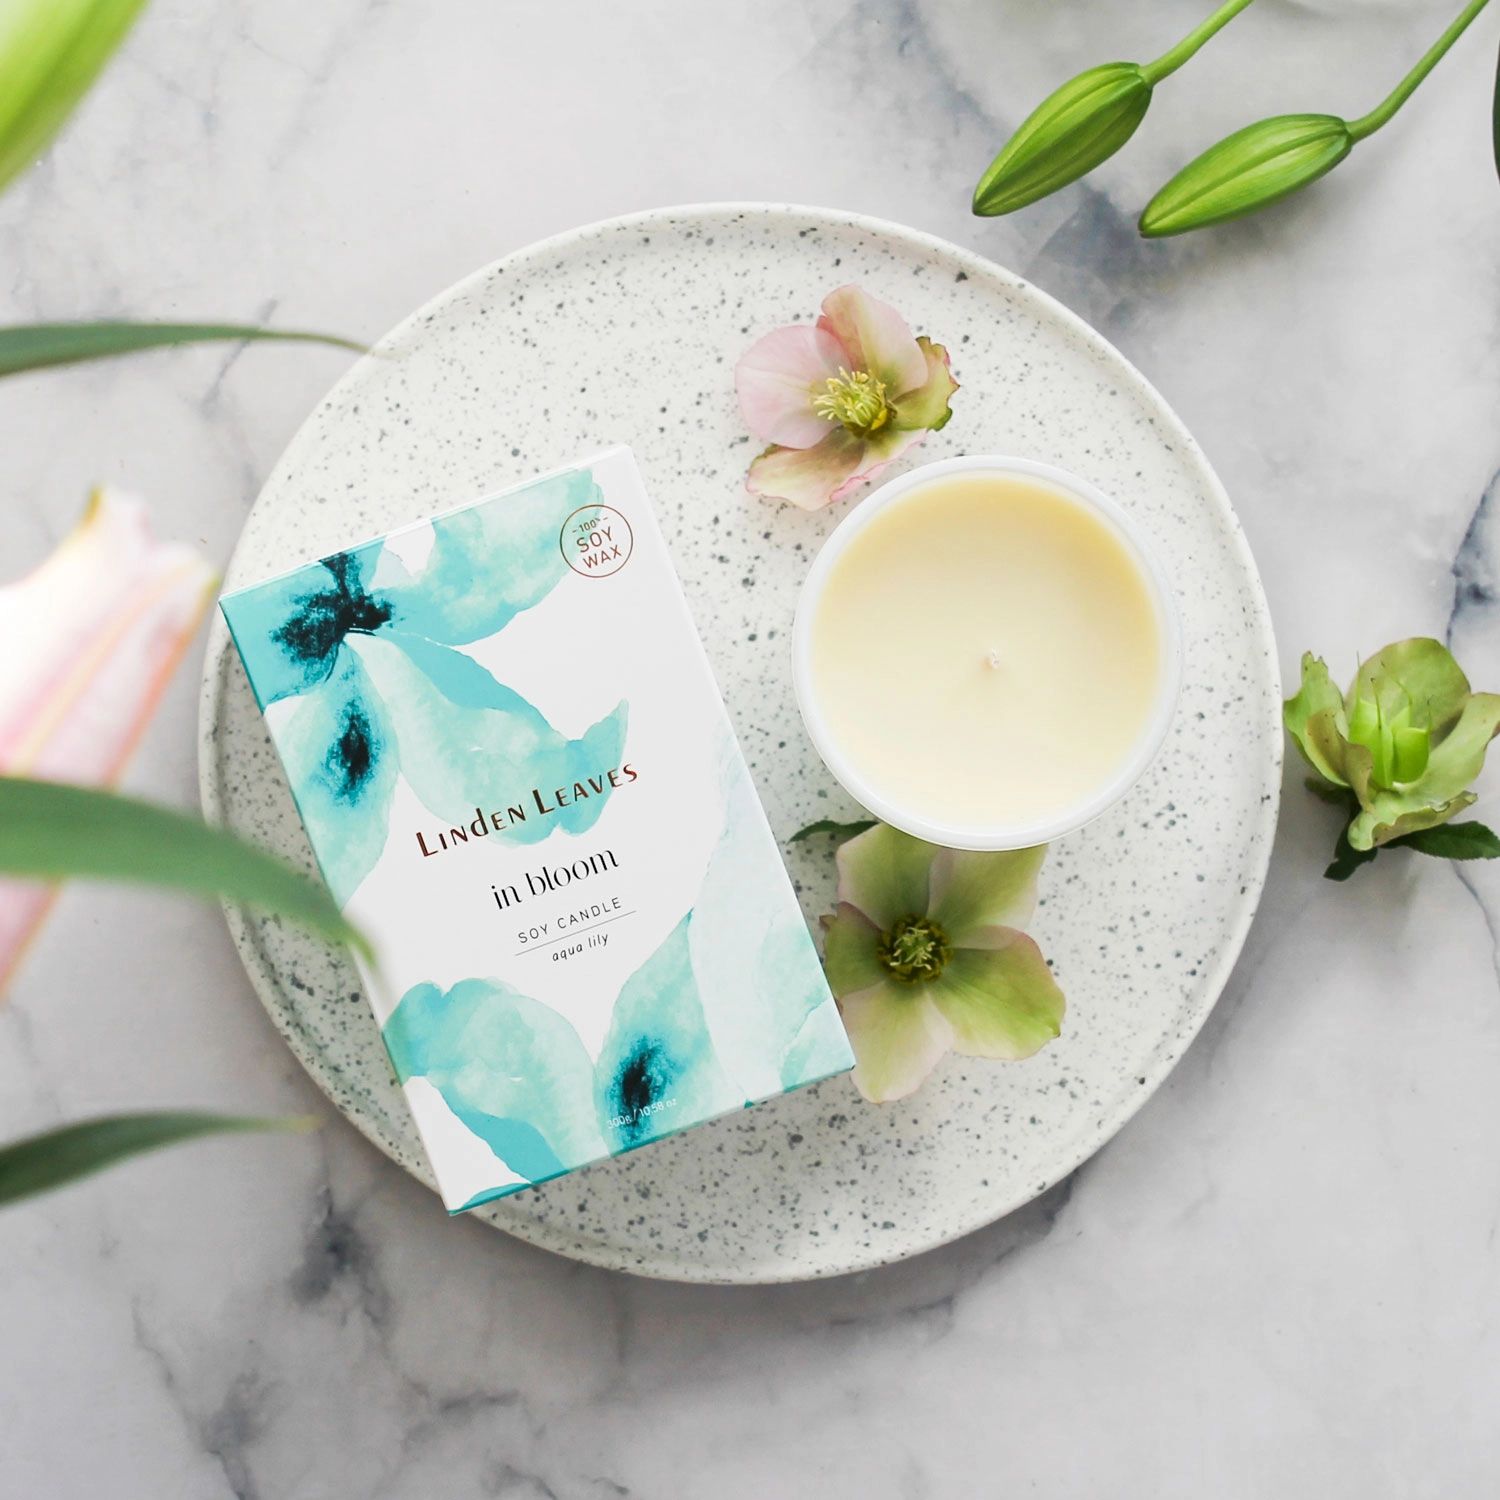 -100%-
SOY
WAX
LINDEN LEAVES
in bloom
SOY CANDLE
aqua lily
300g / 10.58 oz